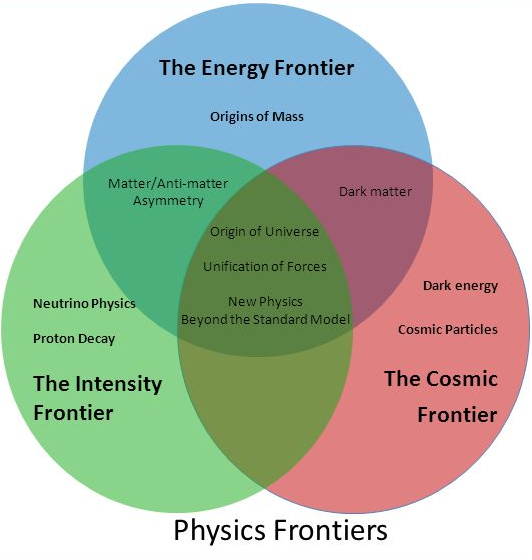 The Energy Frontier
Origins of Mass
Matter/Anti-matter
Asymmetry
Dark matter
Origin of Universe
Unification of Forces
New Physics
Beyond the Standard Model
Neutrino Physics
Proton Decay
The Intensity
Frontier
Dark energy
Cosmic Particles
The Cosmic
Frontier
Physics Frontiers